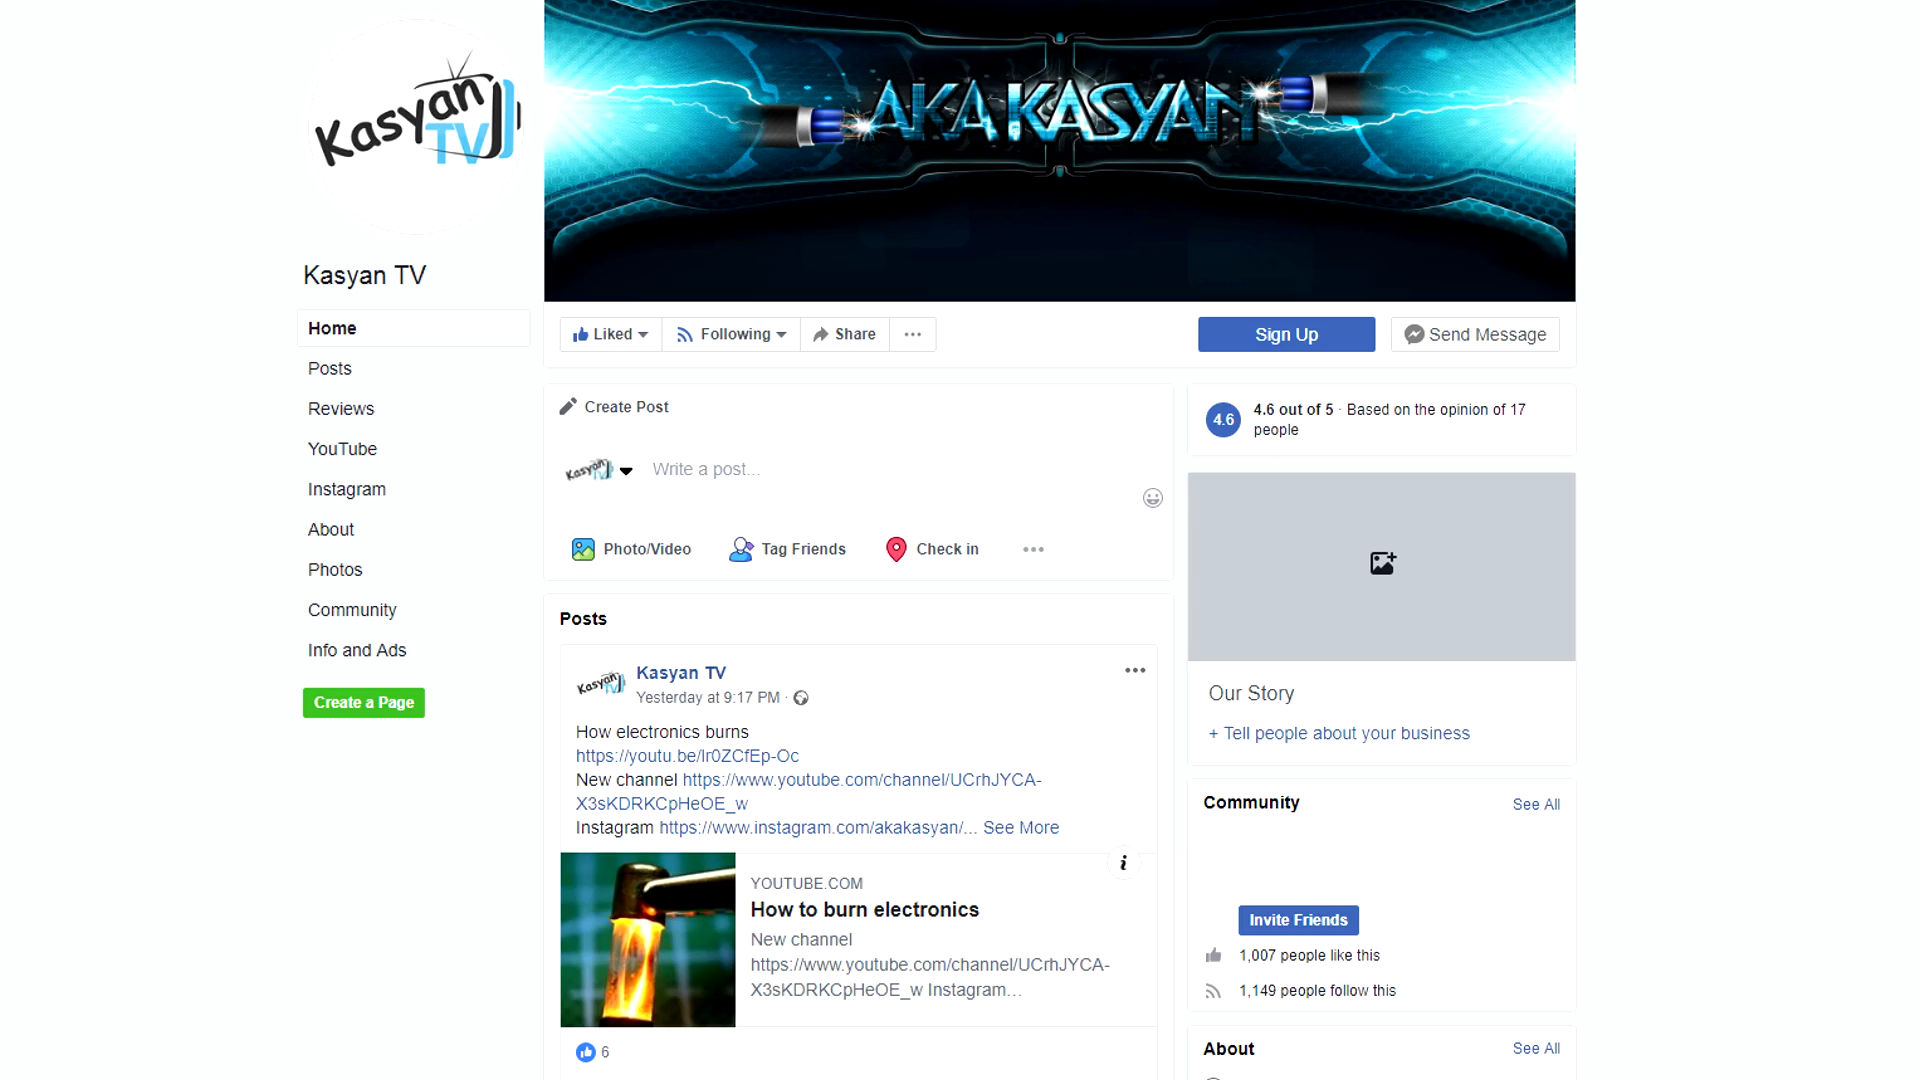 Kasyan
TV
AKA KASYAN
Kasyan TV
Home
Posts
Reviews
YouTube
Instagram
About
Photos
Community
Info and Ads
Create a Page
Liked
Following
Share
Sign Up
Send Message
Create Post
Kasyan
TV
Write a post...
Photo/Video
Tag Friends
Check in
Posts
Kasyan
TV
Kasyan TV
Yesterday at 9:17 PM ·
How electronics burns
https://youtu.be/lr0ZCfEp-Oc
New channel https://www.youtube.com/channel/UCrhJYCA-
X3sKDRKCpHeOE_w
Instagram https://www.instagram.com/akakasyan/... See More
i
YOUTUBE.COM
How to burn electronics
New channel
https://www.youtube.com/channel/UCrhJYCA-
X3sKDRKCpHeOE_w Instagram...
6
4.6
4.6 out of 5 · Based on the opinion of 17
people
Our Story
+ Tell people about your business
Community
See All
Invite Friends
1,007 people like this
1,149 people follow this
About
See All